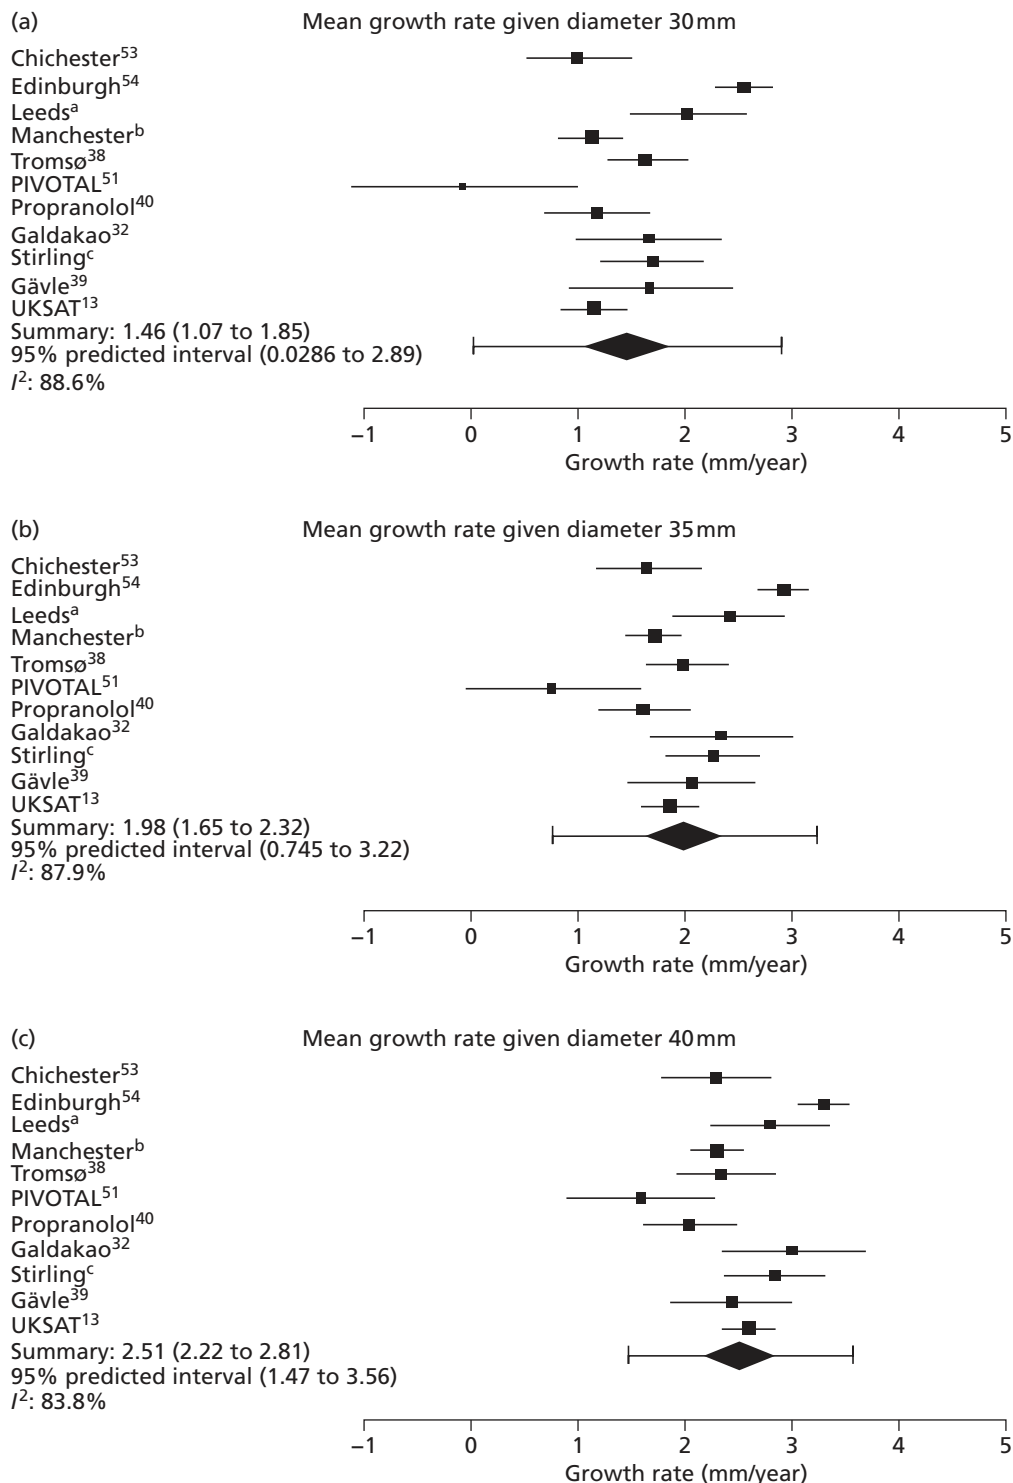 (a) Mean growth rate given diameter 30 mm
Chichester⁵³
Edinburgh⁵⁴
Leedsᵃ
Manchesterᵇ
Tromsø³⁸
PIVOTAL⁵¹
Propranolol⁴⁰
Galdakao³²
Stirlingᶜ
Gävle³⁹
UKSAT¹³
Summary: 1.46 (1.07 to 1.85)
95% predicted interval (0.0286 to 2.89)
I²: 88.6%
–1 0 1 2 3 4 5
Growth rate (mm/year)
(b) Mean growth rate given diameter 35 mm
Chichester⁵³
Edinburgh⁵⁴
Leedsᵃ
Manchesterᵇ
Tromsø³⁸
PIVOTAL⁵¹
Propranolol⁴⁰
Galdakao³²
Stirlingᶜ
Gävle³⁹
UKSAT¹³
Summary: 1.98 (1.65 to 2.32)
95% predicted interval (0.745 to 3.22)
I²: 87.9%
–1 0 1 2 3 4 5
Growth rate (mm/year)
(c) Mean growth rate given diameter 40 mm
Chichester⁵³
Edinburgh⁵⁴
Leedsᵃ
Manchesterᵇ
Tromsø³⁸
PIVOTAL⁵¹
Propranolol⁴⁰
Galdakao³²
Stirlingᶜ
Gävle³⁹
UKSAT¹³
Summary: 2.51 (2.22 to 2.81)
95% predicted interval (1.47 to 3.56)
I²: 83.8%
–1 0 1 2 3 4 5
Growth rate (mm/year)